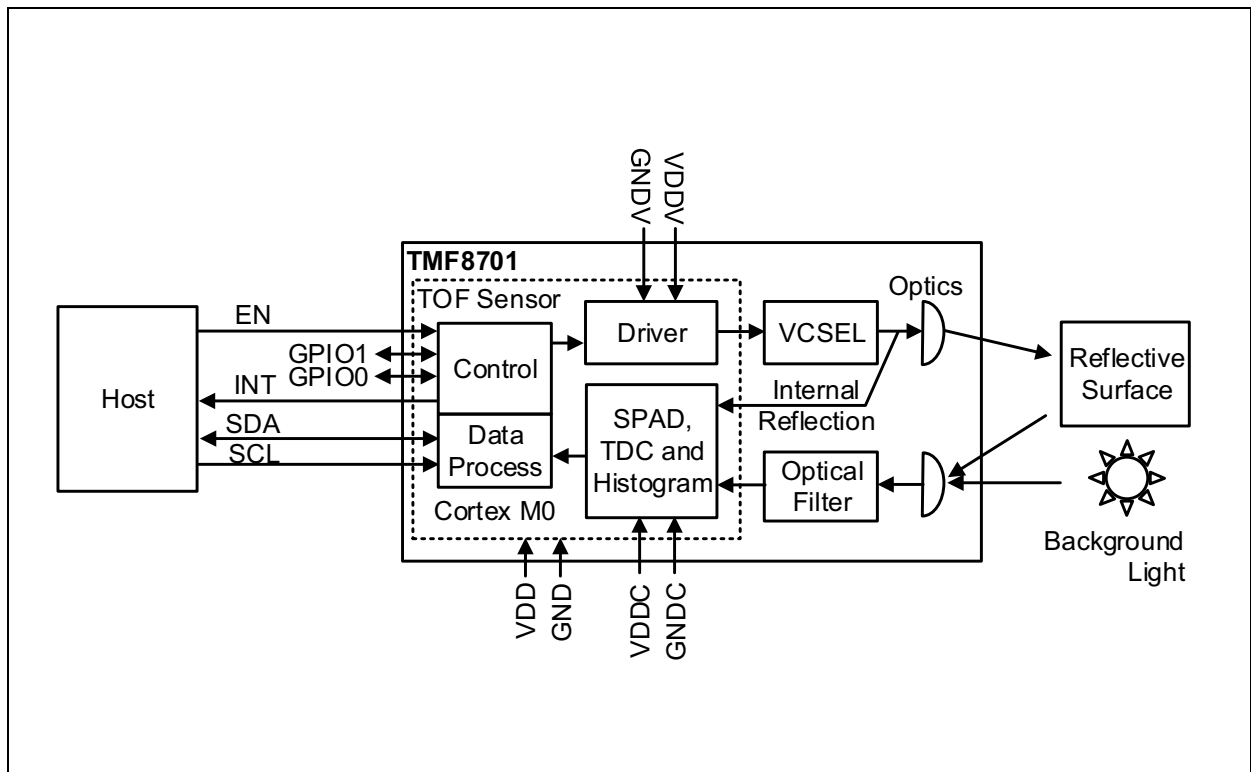 GNDV
VDDV
TMF8701
TOF Sensor
Optics
EN
Driver
VCSEL
GPIO1
GPIO0
Control
Reflective
Surface
Host
INT
Internal
Reflection
SDA
SCL
Data
Process
SPAD,
TDC and
Histogram
Optical
Filter
Cortex M0
Background
Light
VDD
GND
VDDC
GNDC